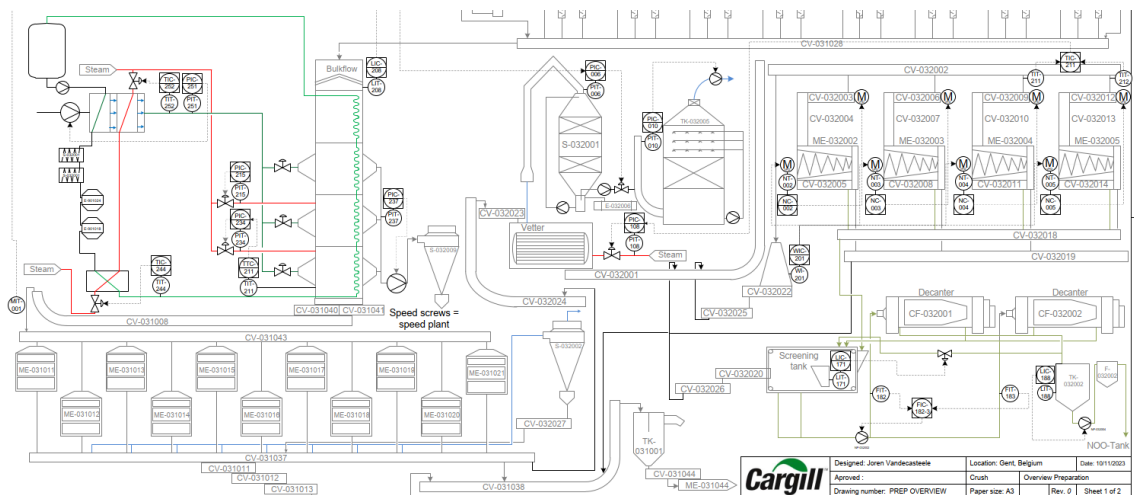 CV-031028
Bulkflow
Steam
TIC-
252
PIC-
251
TIT-
252
PIT-
251
LIC-
208
LIT-
208
PIC-
006
PIT-
006
S-032001
PIC-
010
PIT-
010
TK-032005
E-032006
TIC-
211
CV-032002
TIT-
211
TIT-
212
CV-032003
M
CV-032006
M
CV-032009
M
CV-032012
M
CV-032004
CV-032007
CV-032010
CV-032013
ME-032002
ME-032003
ME-032004
ME-032005
M
M
M
M
NT-
002
NT-
003
NT-
004
NT-
005
NC-
002
NC-
003
NC-
004
NC-
004
CV-032005
CV-032008
CV-032011
CV-032014
PIC-
215
PIT-
215
PIC-
234
PIT-
234
PIC-
237
PIT-
237
TTC-
211
TIT-
211
CV-032023
Vetter
PIC-
108
PIT-
108
Steam
S-032009
CV-032001
WIC-
201
WI-
201
CV-032022
CV-032018
CV-032019
Steam
TIC-
244
TIT-
244
MIT-
001
CV-031008
CV-031040
CV-031041
Speed screws =
speed plant
CV-032024
CV-032025
Decanter
Decanter
CF-032001
CF-032002
CV-031043
S-032002
ME-031011
ME-031013
ME-031015
ME-031017
ME-031019
ME-031021
ME-031012
ME-031014
ME-031016
ME-031018
ME-031020
Screening
tank
LIC-
171
LIT-
171
CV-032020
CV-032026
FIT-
182
FIC-
182-3
FIT-
183
LIC-
188
LIT-
188
TK-
032002
F-
032002
NOO-Tank
CV-032027
CV-031037
CV-031011
CV-031012
CV-031013
CV-031038
TK-
031001
CV-031044
ME-031044
Cargill
Designed: Joren Vandecasteele
Location: Gent, Belgium
Date: 10/11/2023
Approved :
Crush
Overview Preparation
Drawing number: PREP OVERVIEW
Paper size: A3
Rev. 0
Sheet 1 of 2